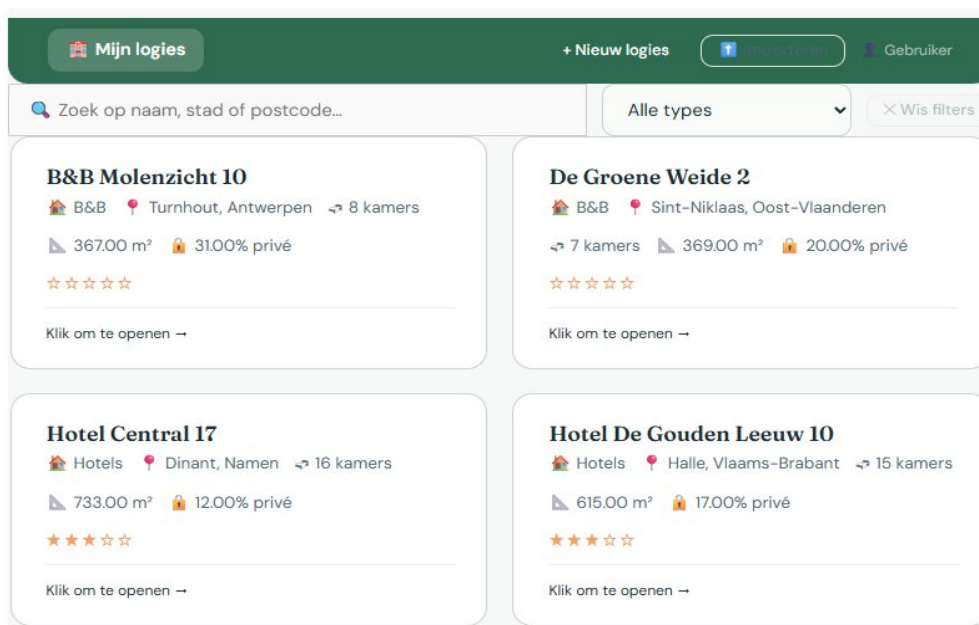 Mijn logies + Nieuw logies Importeren Gebruiker
Zoek op naam, stad of postcode... Alle types × Wis filters
B&B Molenzicht 10
B&B Turnhout, Antwerpen 8 kamers
367.00 m² 31.00% privé
☆☆☆☆☆
Klik om te openen →
De Groene Weide 2
B&B Sint-Niklaas, Oost-Vlaanderen
7 kamers 369.00 m² 20.00% privé
☆☆☆☆☆
Klik om te openen →
Hotel Central 17
Hotels Dinant, Namen 16 kamers
733.00 m² 12.00% privé
★★★☆☆
Klik om te openen →
Hotel De Gouden Leeuw 10
Hotels Halle, Vlaams-Brabant 15 kamers
615.00 m² 17.00% privé
★★★☆☆
Klik om te openen →